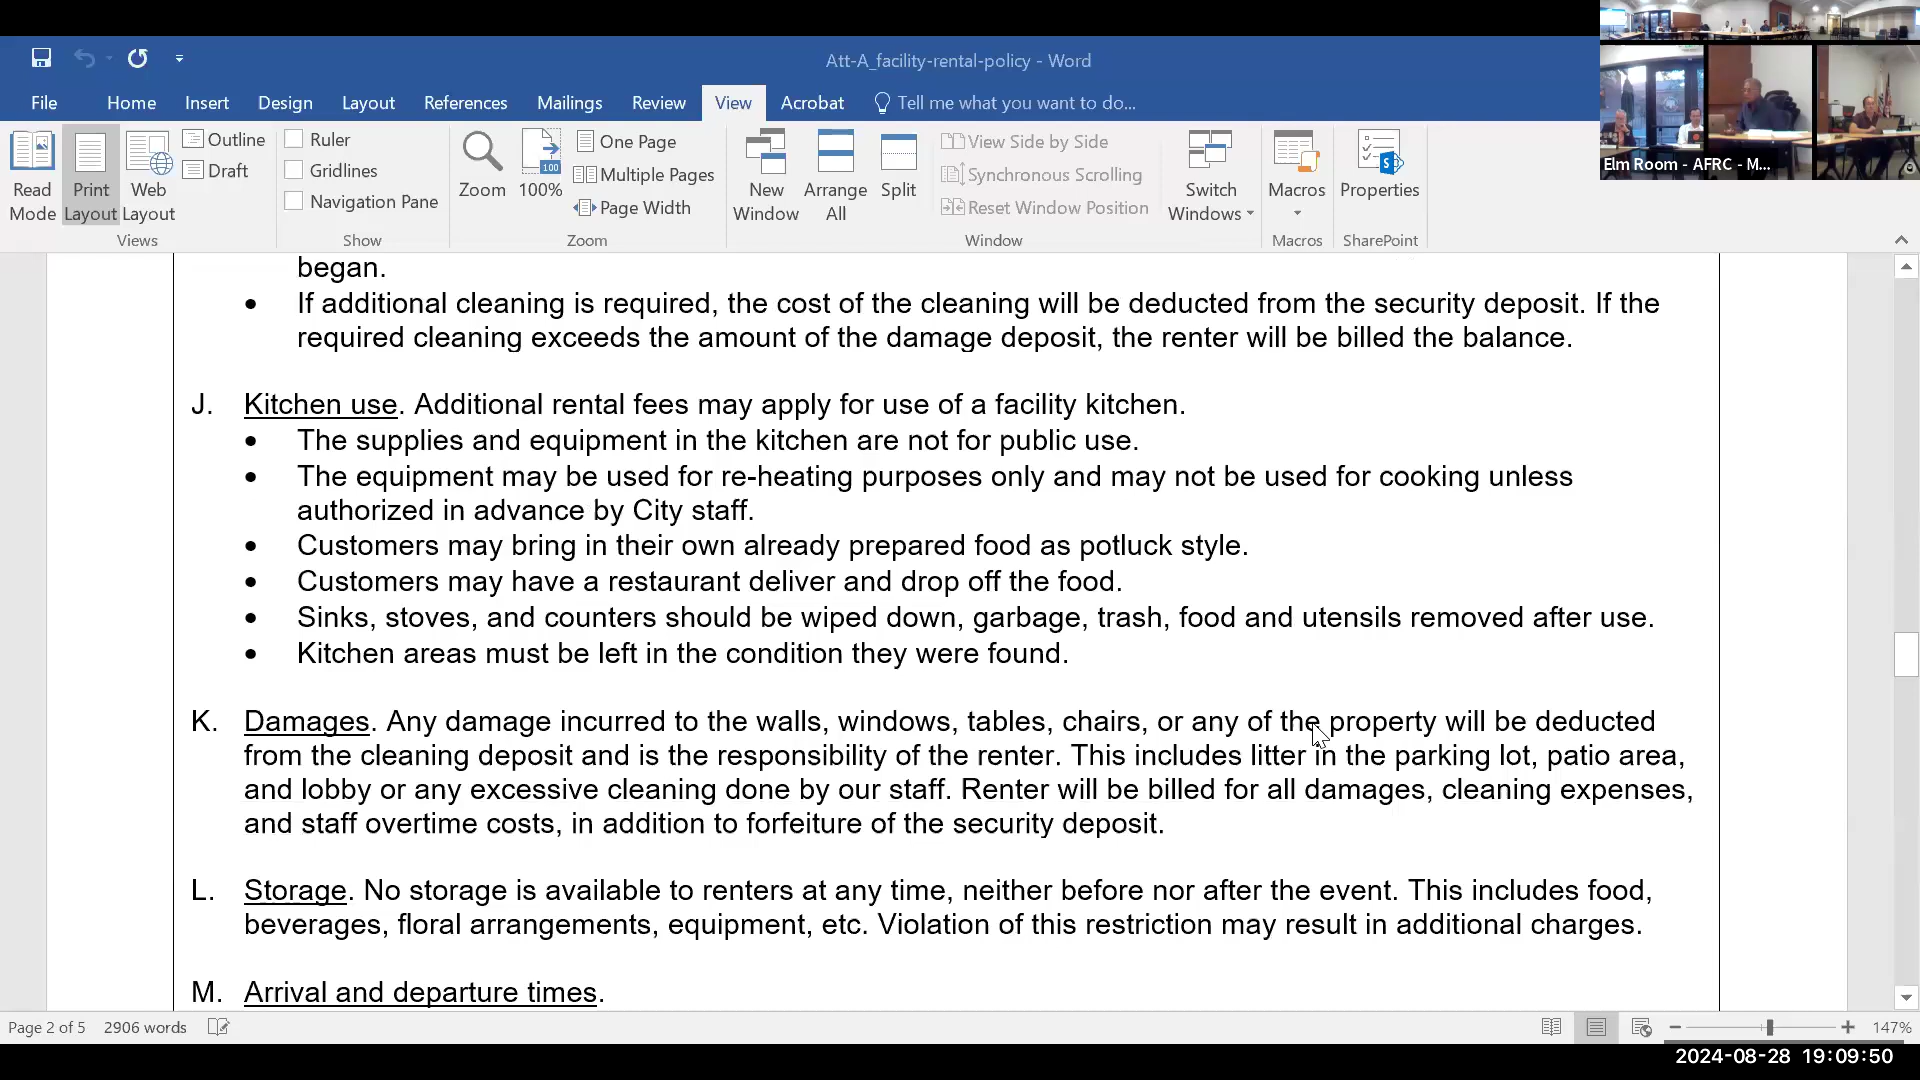 Att-A_facility-rental-policy - Word
File Home Insert Design Layout References Mailings Review View Acrobat Tell me what you want to do...
Read Mode
Print Layout
Web Layout
Outline
Draft
Views
Ruler
Gridlines
Navigation Pane
Show
Zoom
100%
100
One Page
Multiple Pages
Page Width
Zoom
New Window
Arrange All
Split
View Side by Side
Synchronous Scrolling
Reset Window Position
Window
Switch Windows
Macros
Macros
Properties
SharePoint
Elm Room - AFRC - M...
began.
• If additional cleaning is required, the cost of the cleaning will be deducted from the security deposit. If the
required cleaning exceeds the amount of the damage deposit, the renter will be billed the balance.
J. Kitchen use. Additional rental fees may apply for use of a facility kitchen.
• The supplies and equipment in the kitchen are not for public use.
• The equipment may be used for re-heating purposes only and may not be used for cooking unless
authorized in advance by City staff.
• Customers may bring in their own already prepared food as potluck style.
• Customers may have a restaurant deliver and drop off the food.
• Sinks, stoves, and counters should be wiped down, garbage, trash, food and utensils removed after use.
• Kitchen areas must be left in the condition they were found.
K. Damages. Any damage incurred to the walls, windows, tables, chairs, or any of the property will be deducted
from the cleaning deposit and is the responsibility of the renter. This includes litter in the parking lot, patio area,
and lobby or any excessive cleaning done by our staff. Renter will be billed for all damages, cleaning expenses,
and staff overtime costs, in addition to forfeiture of the security deposit.
L. Storage. No storage is available to renters at any time, neither before nor after the event. This includes food,
beverages, floral arrangements, equipment, etc. Violation of this restriction may result in additional charges.
M. Arrival and departure times.
Page 2 of 5 2906 words 147%
2024-08-28 19:09:50